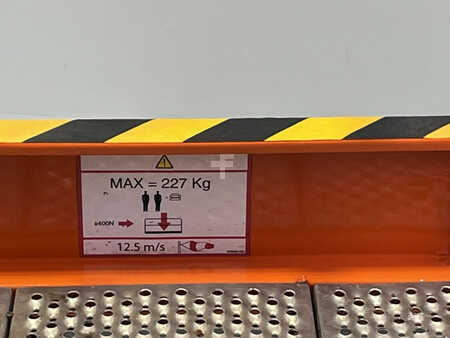 MAX = 227 Kg
≤400N
12.5 m/s